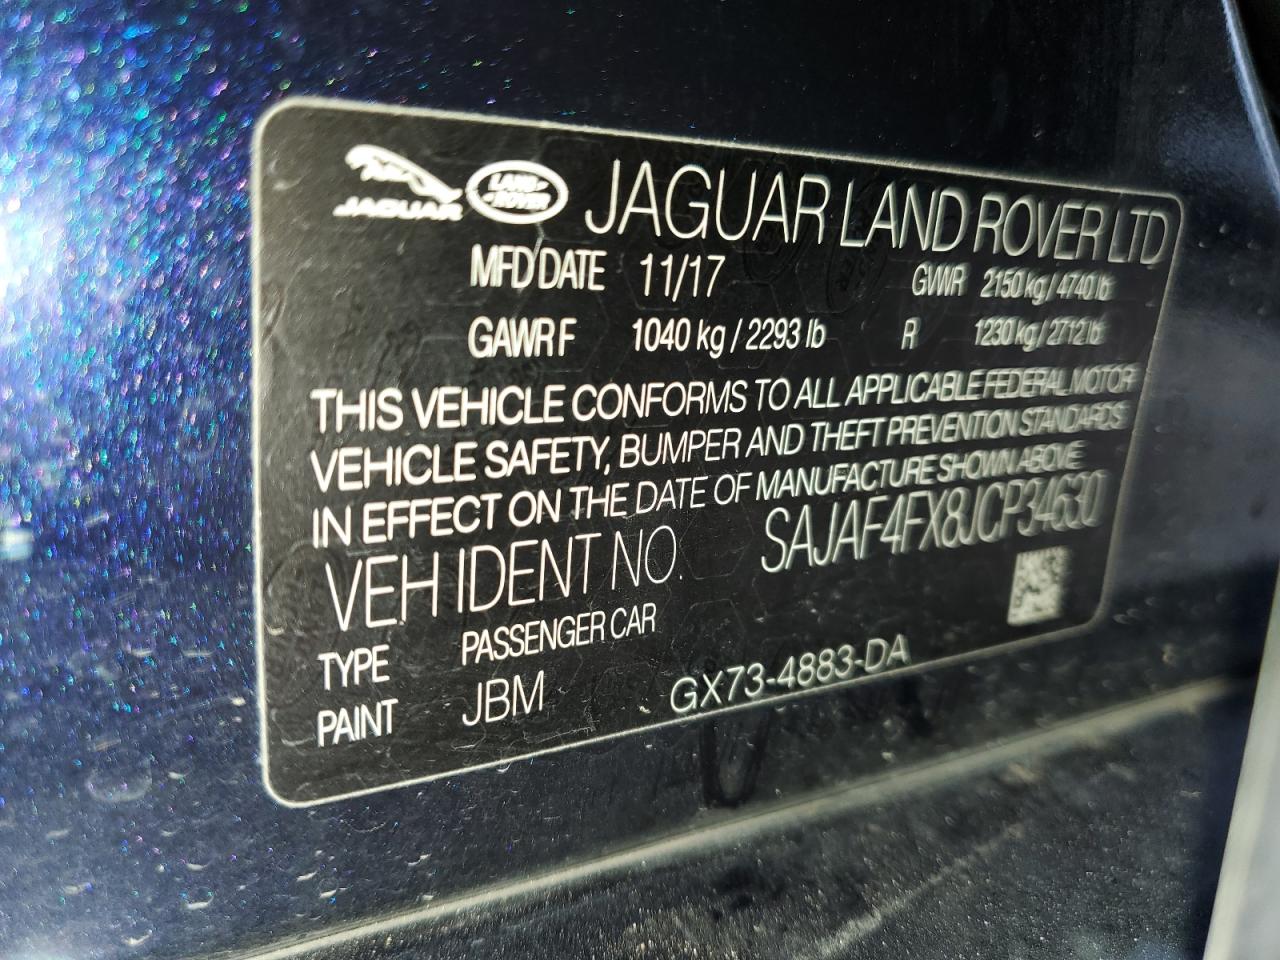 JAGUAR LAND ROVER JAGUAR LAND ROVER LTD
MFD DATE 11/17 GVWR 2150 kg / 4740 lb
GAWR F 1040 kg / 2293 lb R 1230 kg / 2712 lb
THIS VEHICLE CONFORMS TO ALL APPLICABLE FEDERAL MOTOR
VEHICLE SAFETY, BUMPER AND THEFT PREVENTION STANDARDS
IN EFFECT ON THE DATE OF MANUFACTURE SHOWN ABOVE
VEH IDENT NO. SAJAF4FX8JCP34630
TYPE PASSENGER CAR
PAINT JBM GX73-4883-DA